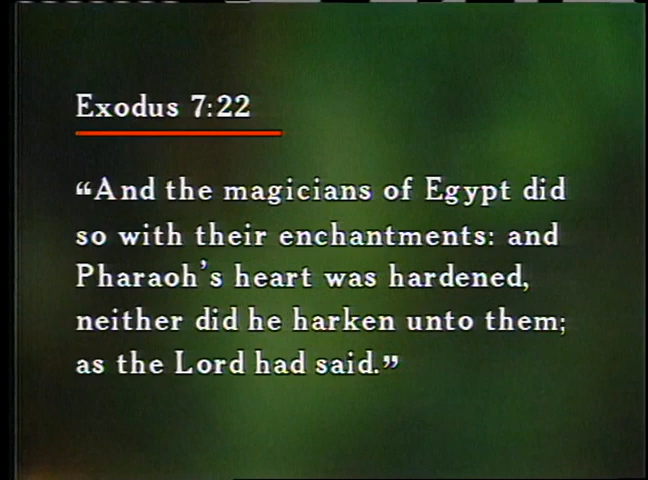 Exodus 7:22
“And the magicians of Egypt did
so with their enchantments: and
Pharaoh’s heart was hardened,
neither did he harken unto them;
as the Lord had said.”